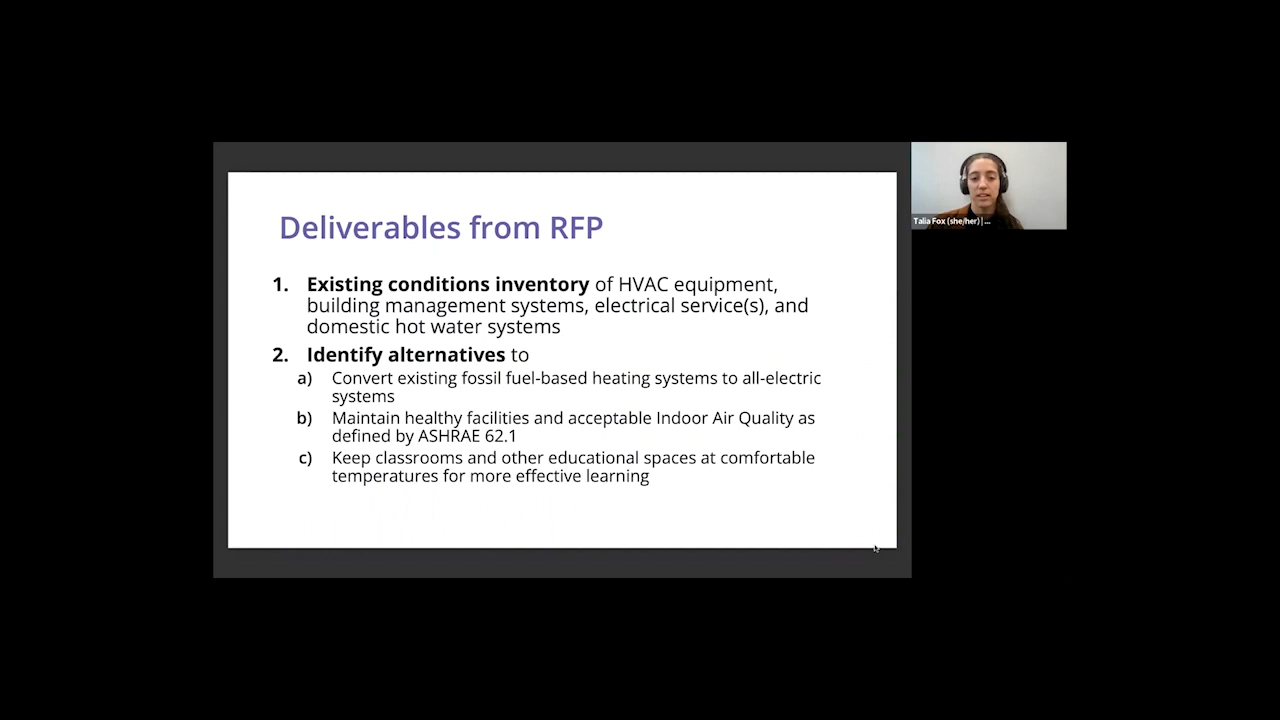 Deliverables from RFP
1. Existing conditions inventory of HVAC equipment,
building management systems, electrical service(s), and
domestic hot water systems
2. Identify alternatives to
a) Convert existing fossil fuel-based heating systems to all-electric
systems
b) Maintain healthy facilities and acceptable Indoor Air Quality as
defined by ASHRAE 62.1
c) Keep classrooms and other educational spaces at comfortable
temperatures for more effective learning
Talia Fox (she/her) | ...